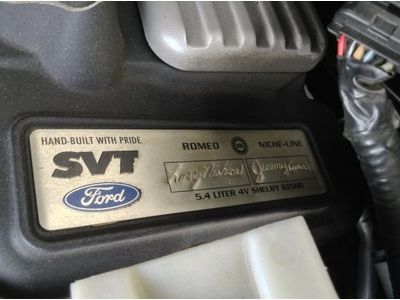 HAND-BUILT WITH PRIDE
SVT
Ford
ROMEO NICHE-LINE
5.4 LITER 4V SHELBY GT500